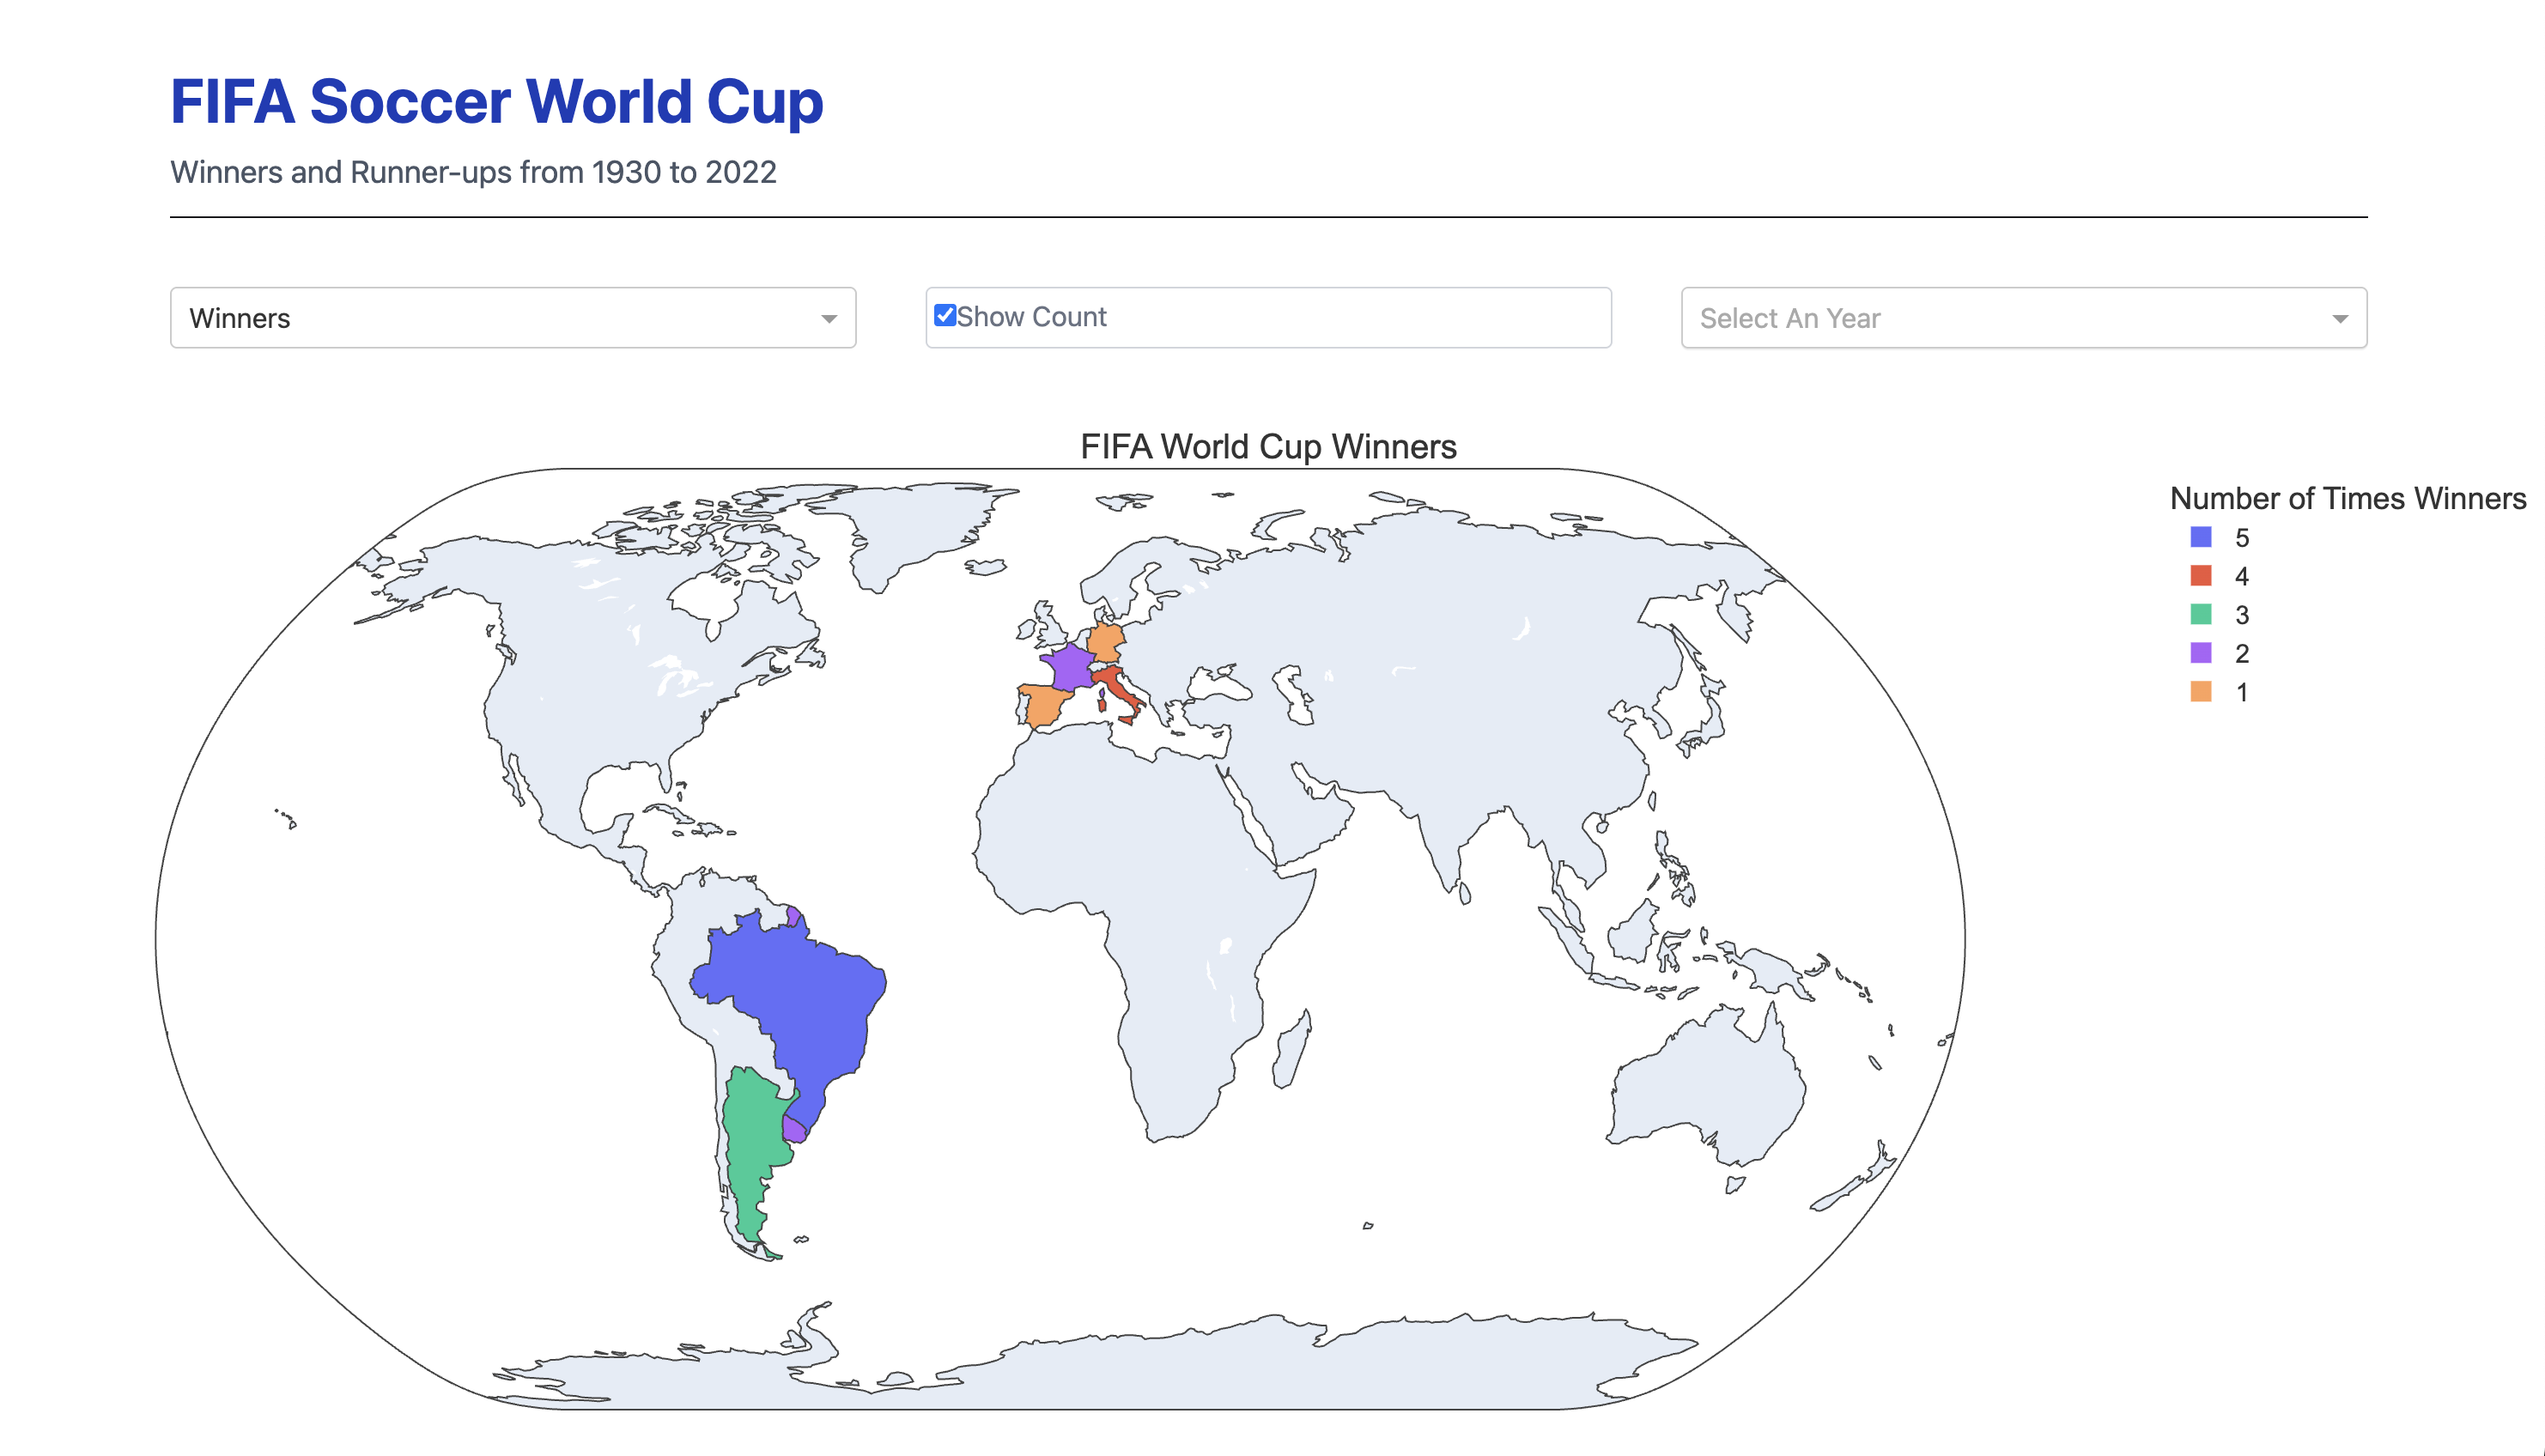 FIFA Soccer World Cup
Winners and Runner-ups from 1930 to 2022
Winners
Show Count
Select An Year
FIFA World Cup Winners
Number of Times Winners
5
4
3
2
1